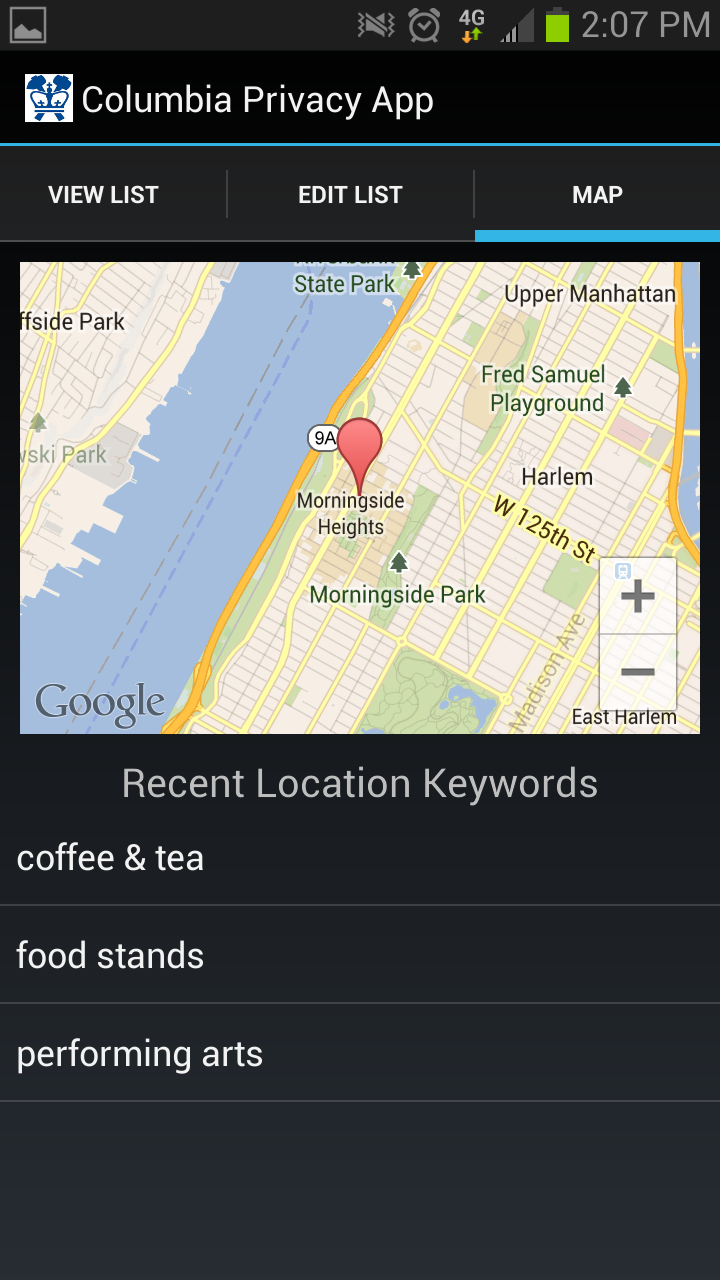 4G 2:07 PM
Columbia Privacy App
VIEW LIST EDIT LIST MAP
State Park
Upper Manhattan
ffside Park
Fred Samuel
Playground
9A
wski Park
Harlem
Morningside
Heights
W 125th St
Morningside Park
+
−
Madison Ave
Google
East Harlem
Recent Location Keywords
coffee & tea
food stands
performing arts